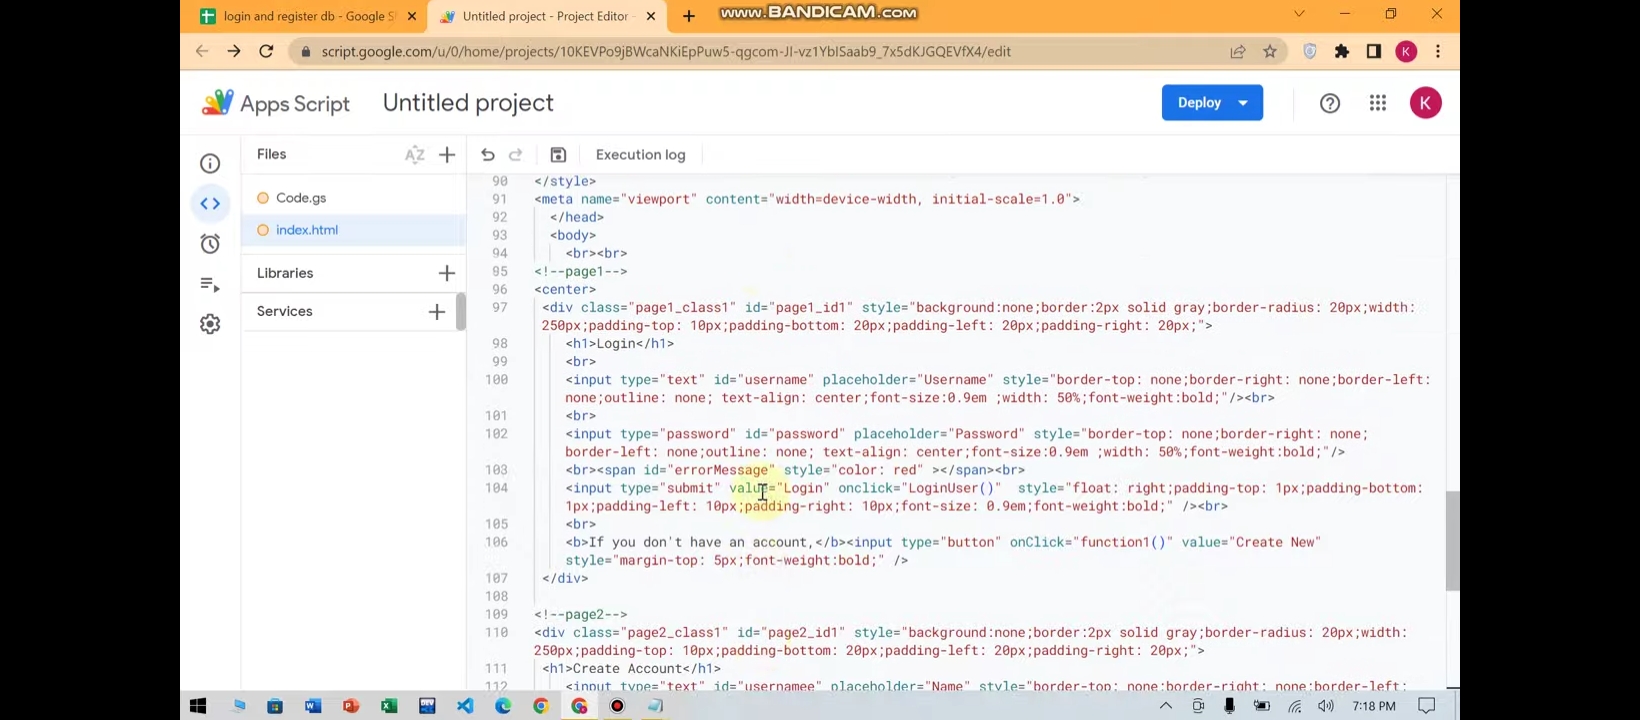 www.BANDICAM.com
login and register db - Google S
Untitled project - Project Editor -
script.google.com/u/0/home/projects/10KEVPo9jBWcaNKiEpPuw5-qgcom-JI-vz1YbISaab9_7x5dKJGQEVfX4/edit
K
Apps Script
Untitled project
Deploy
K
Files
AZ
Execution log
Code.gs
index.html
Libraries
Services
90 </style>
91 <meta name="viewport" content="width=device-width, initial-scale=1.0">
92 </head>
93 <body>
94 <br><br>
95 <!--page1-->
96 <center>
97 <div class="page1_class1" id="page1_id1" style="background:none;border:2px solid gray;border-radius: 20px;width:
250px;padding-top: 10px;padding-bottom: 20px;padding-left: 20px;padding-right: 20px;">
98 <h1>Login</h1>
99 <br>
100 <input type="text" id="username" placeholder="Username" style="border-top: none;border-right: none;border-left:
none;outline: none; text-align: center;font-size:0.9em ;width: 50%;font-weight:bold;"/><br>
101 <br>
102 <input type="password" id="password" placeholder="Password" style="border-top: none;border-right: none;
border-left: none;outline: none; text-align: center;font-size:0.9em ;width: 50%;font-weight:bold;"/>
103 <br><span id="errorMessage" style="color: red" ></span><br>
104 <input type="submit" value="Login" onclick="LoginUser()"  style="float: right;padding-top: 1px;padding-bottom:
1px;padding-left: 10px;padding-right: 10px;font-size: 0.9em;font-weight:bold;" /><br>
105 <br>
106 <b>If you don't have an account,</b><input type="button" onClick="function1()" value="Create New"
style="margin-top: 5px;font-weight:bold;" />
107 </div>
108
109 <!--page2-->
110 <div class="page2_class1" id="page2_id1" style="background:none;border:2px solid gray;border-radius: 20px;width:
250px;padding-top: 10px;padding-bottom: 20px;padding-left: 20px;padding-right: 20px;">
111 <h1>Create Account</h1>
112 <input type="text" id="usernamee" placeholder="Name" style="border-top: none;border-right: none;border-left:
7:18 PM